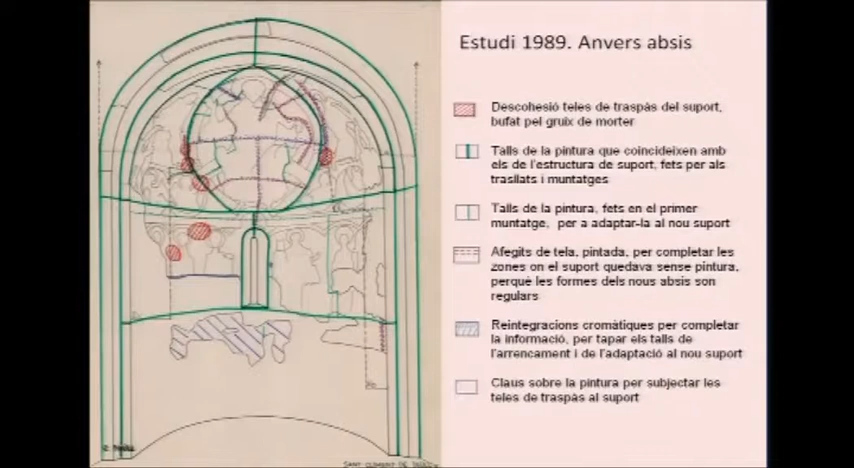 Estudi 1989. Anvers absis
Descohesió teles de traspàs del suport,
bufat pel gruix de morter
Talls de la pintura que coincideixen amb
els de l'estructura de suport, fets per als
trasllats i muntatges
Talls de la pintura, fets en el primer
muntatge, per a adaptar-la al nou suport
Afegits de tela, pintada, per completar les
zones on el suport quedava sense pintura,
perquè les formes dels nous absis son
regulars
Reintegracions cromàtiques per completar
la informació, per tapar els talls de
l'arrencament i de l'adaptació al nou suport
Claus sobre la pintura per subjectar les
teles de traspàs al suport
SANT CLIMENT DE